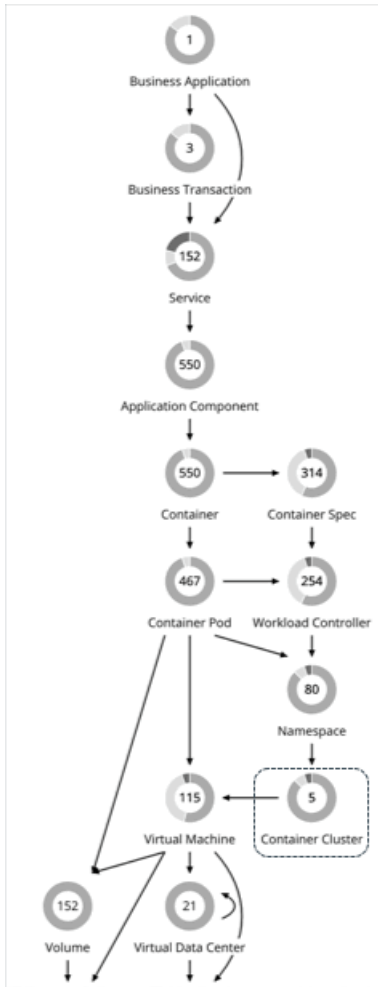 1
Business Application
3
Business Transaction
152
Service
550
Application Component
550
314
Container
Container Spec
467
254
Container Pod
Workload Controller
80
Namespace
115
5
Virtual Machine
Container Cluster
152
21
Volume
Virtual Data Center